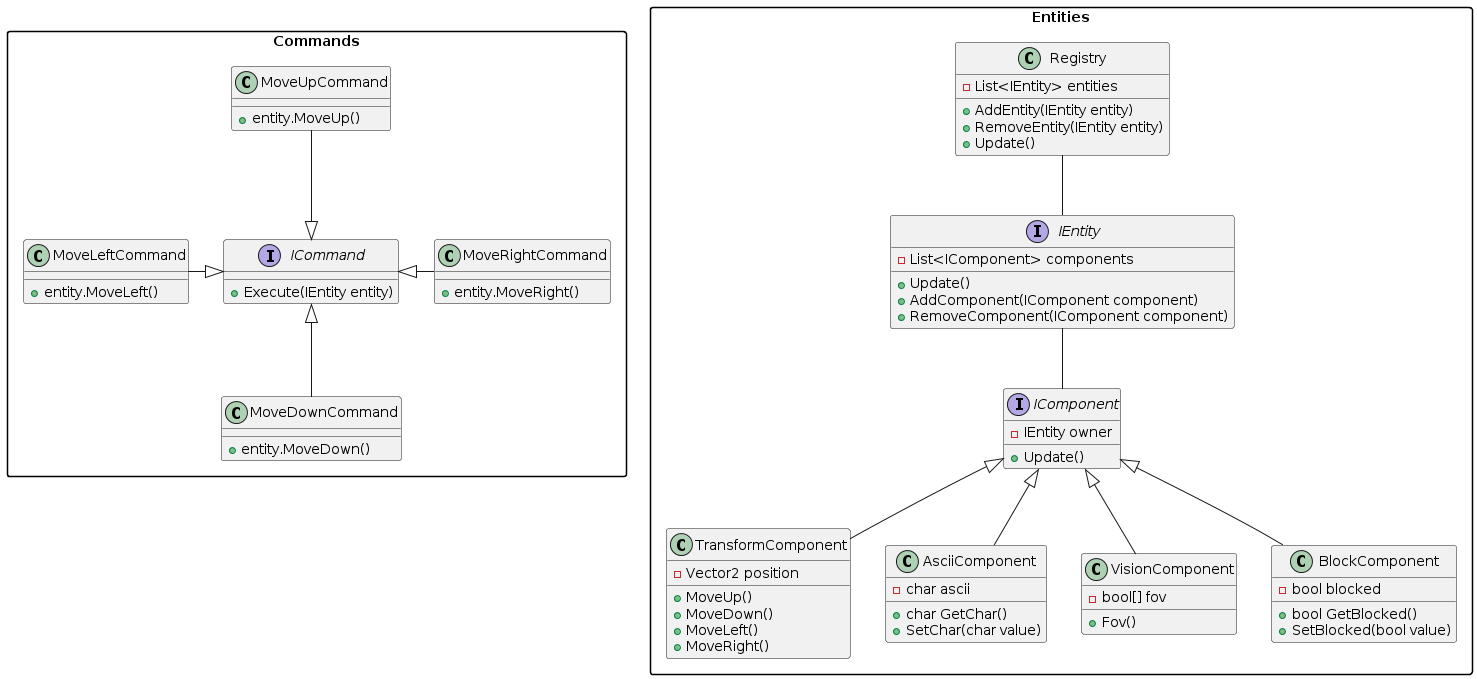 Commands
C MoveUpCommand
entity.MoveUp()
C MoveLeftCommand
entity.MoveLeft()
I ICommand
Execute(IEntity entity)
C MoveRightCommand
entity.MoveRight()
C MoveDownCommand
entity.MoveDown()
Entities
C Registry
List<IEntity> entities
AddEntity(IEntity entity)
RemoveEntity(IEntity entity)
Update()
I IEntity
List<IComponent> components
Update()
AddComponent(IComponent component)
RemoveComponent(IComponent component)
I IComponent
IEntity owner
Update()
C TransformComponent
Vector2 position
MoveUp()
MoveDown()
MoveLeft()
MoveRight()
C AsciiComponent
char ascii
char GetChar()
SetChar(char value)
C VisionComponent
bool[] fov
Fov()
C BlockComponent
bool blocked
bool GetBlocked()
SetBlocked(bool value)